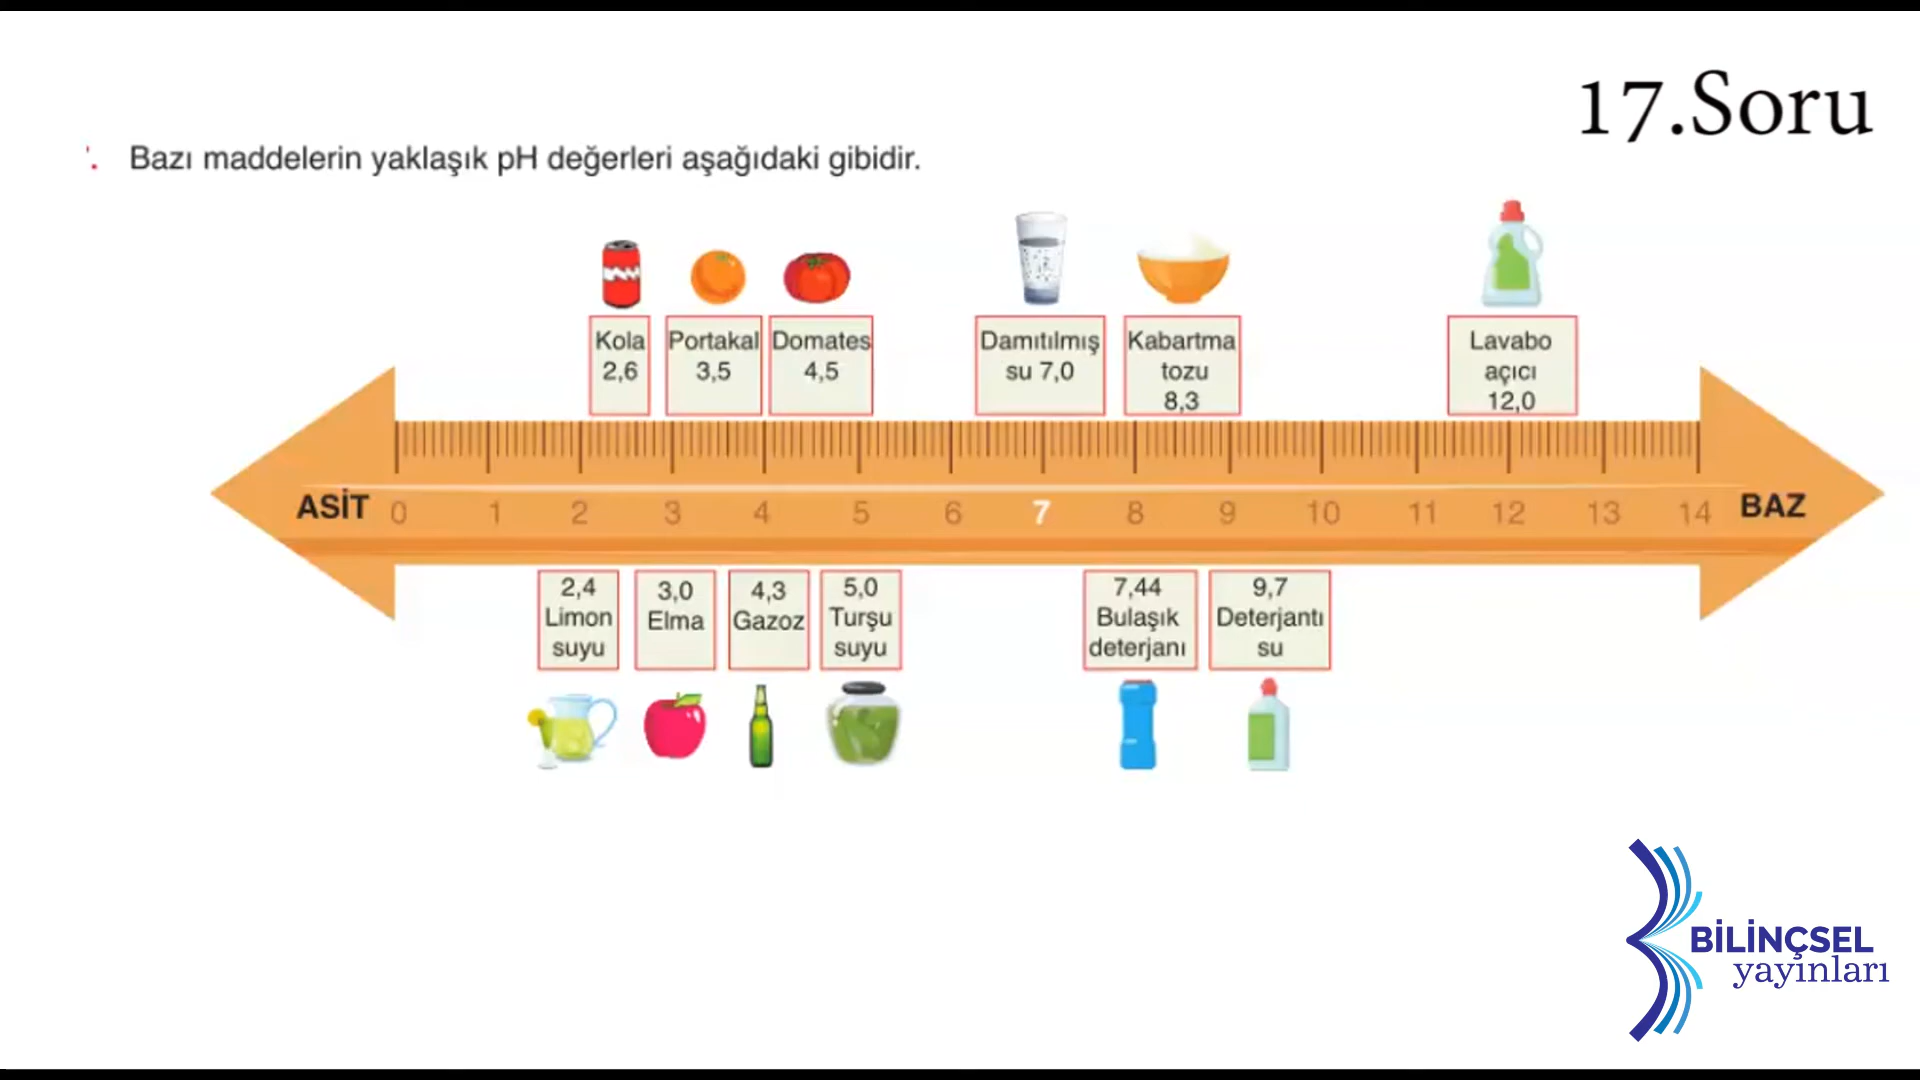 17.Soru
Bazı maddelerin yaklaşık pH değerleri aşağıdaki gibidir.
Kola
2,6
Portakal
3,5
Domates
4,5
Damıtılmış
su 7,0
Kabartma
tozu
8,3
Lavabo
açıcı
12,0
ASİT 0 1 2 3 4 5 6 7 8 9 10 11 12 13 14 BAZ
2,4
Limon
suyu
3,0
Elma
4,3
Gazoz
5,0
Turşu
suyu
7,44
Bulaşık
deterjanı
9,7
Deterjantı
su
BİLİNÇSEL
yayınları